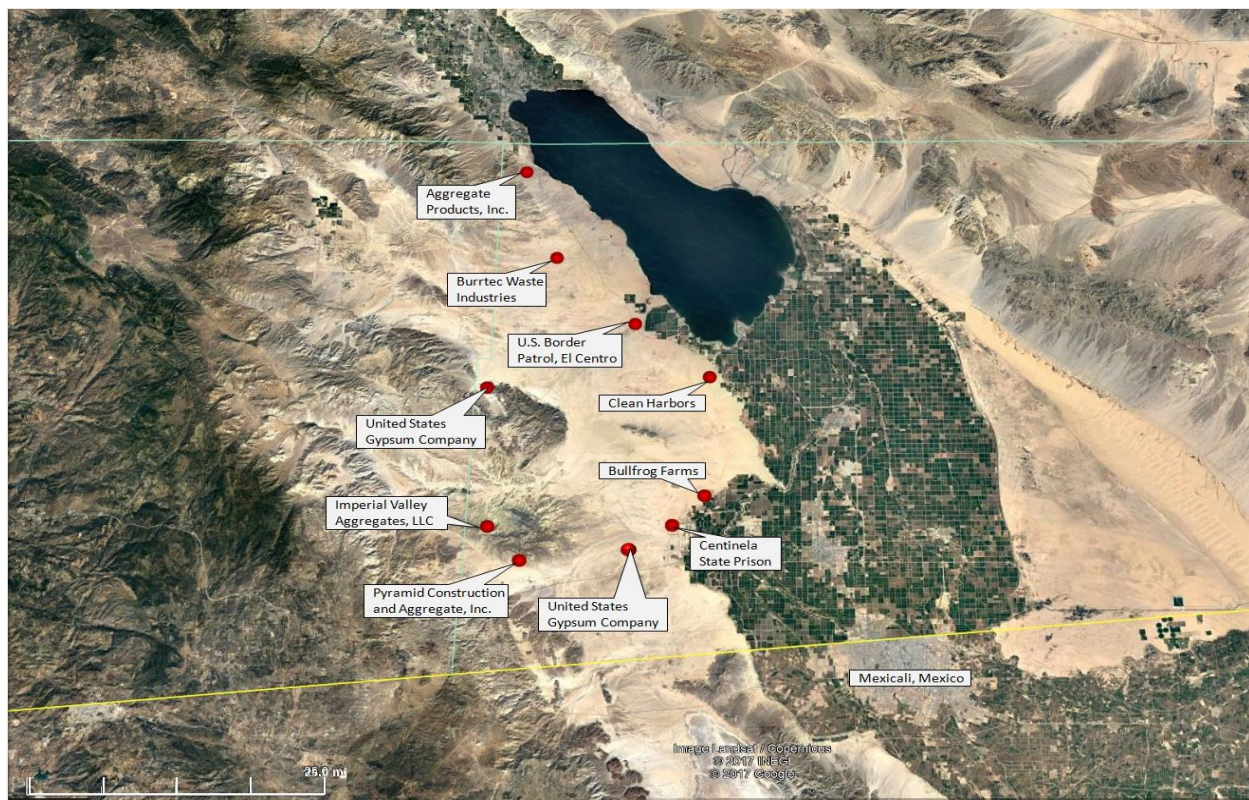 Aggregate
Products, Inc.
Burrtec Waste
Industries
U.S. Border
Patrol, El Centro
Clean Harbors
United States
Gypsum Company
Bullfrog Farms
Imperial Valley
Aggregates, LLC
Centinela
State Prison
Pyramid Construction
and Aggregate, Inc.
United States
Gypsum Company
Mexicali, Mexico
Image Landsat / Copernicus
© 2017 INEGI
© 2017 Google
25.0 mi